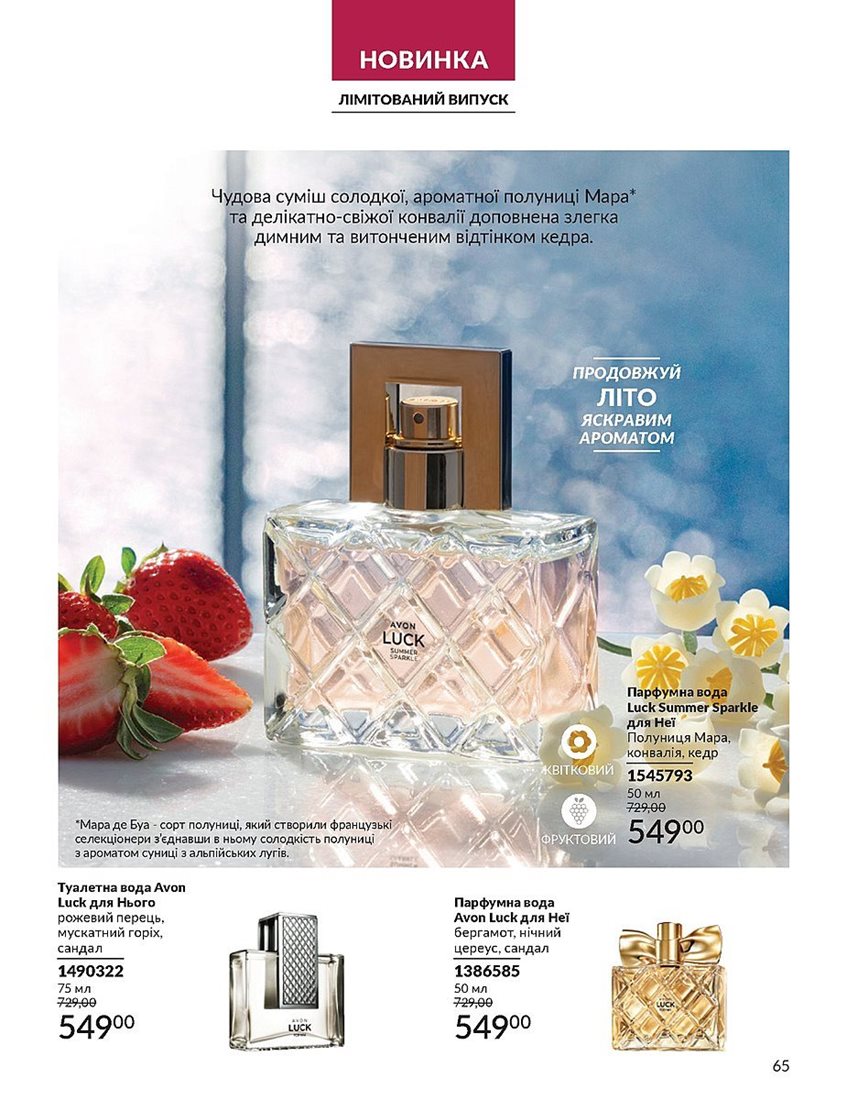 НОВИНКА
ЛІМІТОВАНИЙ ВИПУСК
Чудова суміш солодкої, ароматної полуниці Мара*
та делікатно-свіжої конвалії доповнена злегка
димним та витонченим відтінком кедра.
ПРОДОВЖУЙ
ЛІТО
ЯСКРАВИМ
АРОМАТОМ
AVON
LUCK
SUMMER
SPARKLE
Парфумна вода
Luck Summer Sparkle
для Неї
Полуниця Мара,
конвалія, кедр
1545793
50 мл
729,00
54900
КВІТКОВИЙ
ФРУКТОВИЙ
*Мара де Буа - сорт полуниці, який створили французькі
селекціонери з'єднавши в ньому солодкість полуниці
з ароматом суниці з альпійських лугів.
Туалетна вода Avon
Luck для Нього
рожевий перець,
мускатний горіх,
сандал
1490322
75 мл
729,00
54900
AVON
LUCK
Парфумна вода
Avon Luck для Неї
бергамот, нічний
цереус, сандал
1386585
50 мл
729,00
54900
AVON
LUCK
65